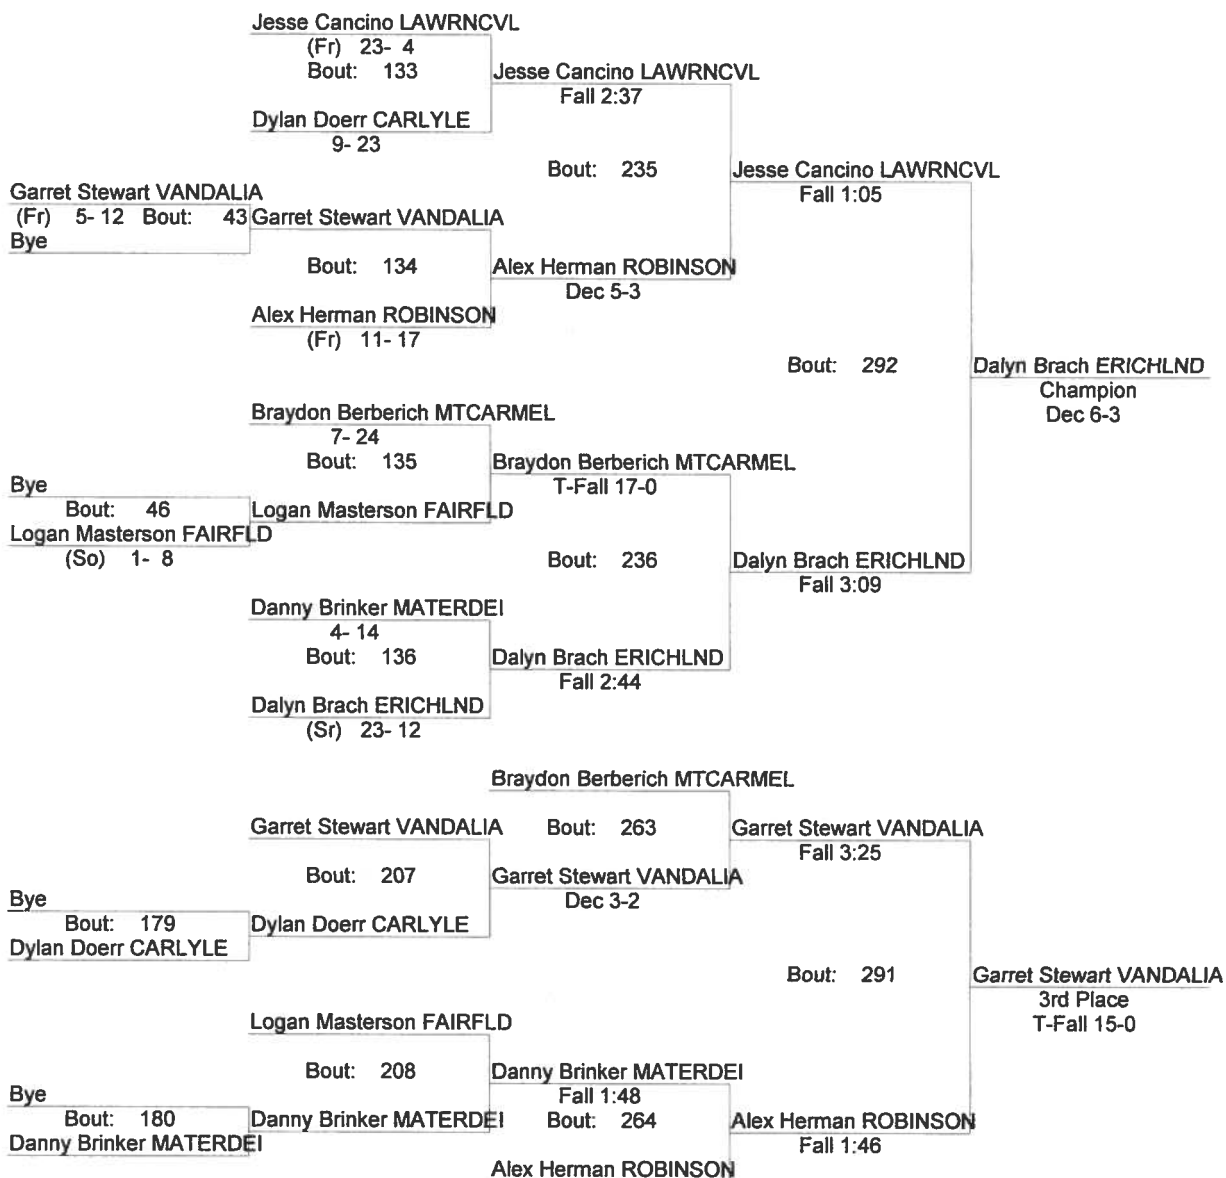 Jesse Cancino LAWRNCVL
(Fr) 23- 4
Bout: 133
Jesse Cancino LAWRNCVL
Fall 2:37
Dylan Doerr CARLYLE
9- 23
Bout: 235
Jesse Cancino LAWRNCVL
Fall 1:05
Garret Stewart VANDALIA
(Fr) 5- 12 Bout: 43
Garret Stewart VANDALIA
Bye
Bout: 134
Alex Herman ROBINSON
Dec 5-3
Alex Herman ROBINSON
(Fr) 11- 17
Bout: 292
Dalyn Brach ERICHLND
Champion
Dec 6-3
Braydon Berberich MTCARMEL
7- 24
Bout: 135
Braydon Berberich MTCARMEL
T-Fall 17-0
Bye
Bout: 46
Logan Masterson FAIRFLD
Logan Masterson FAIRFLD
(So) 1- 8
Bout: 236
Dalyn Brach ERICHLND
Fall 3:09
Danny Brinker MATERDEI
4- 14
Bout: 136
Dalyn Brach ERICHLND
Fall 2:44
Dalyn Brach ERICHLND
(Sr) 23- 12
Braydon Berberich MTCARMEL
Garret Stewart VANDALIA
Bout: 263
Garret Stewart VANDALIA
Fall 3:25
Bout: 207
Garret Stewart VANDALIA
Dec 3-2
Bye
Bout: 179
Dylan Doerr CARLYLE
Dylan Doerr CARLYLE
Bout: 291
Garret Stewart VANDALIA
3rd Place
T-Fall 15-0
Logan Masterson FAIRFLD
Bout: 208
Danny Brinker MATERDEI
Fall 1:48
Bye
Bout: 180
Danny Brinker MATERDEI
Bout: 264
Alex Herman ROBINSON
Fall 1:46
Danny Brinker MATERDEI
Alex Herman ROBINSON